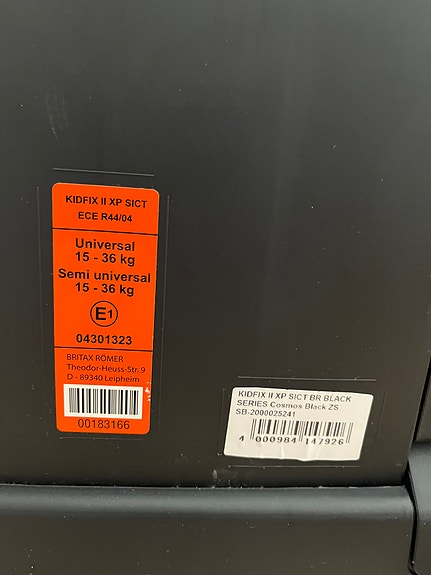 KIDFIX II XP SICT
ECE R44/04
Universal
15 - 36 kg
Semi universal
15 - 36 kg
E1
04301323
BRITAX RÖMER
Theodor-Heuss-Str. 9
D - 89340 Leipheim
00183166
KIDFIX II XP SICT BR BLACK
SERIES Cosmos Black ZS
SB-2000025241
4 000984 147926